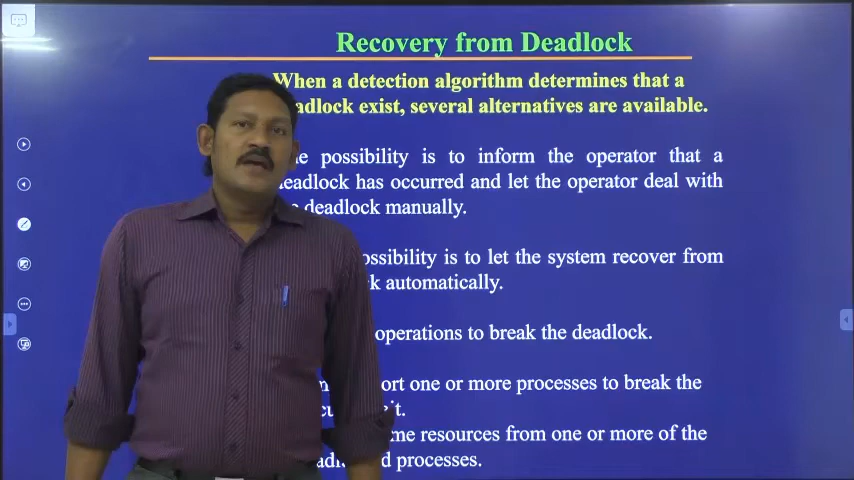 Recovery from Deadlock
When a detection algorithm determines that a
adlock exist, several alternatives are available.
possibility is to inform the operator that a
deadlock has occurred and let the operator deal with
deadlock manually.
ossibility is to let the system recover from
k automatically.
operations to break the deadlock.
ort one or more processes to break the
it.
me resources from one or more of the
d processes.